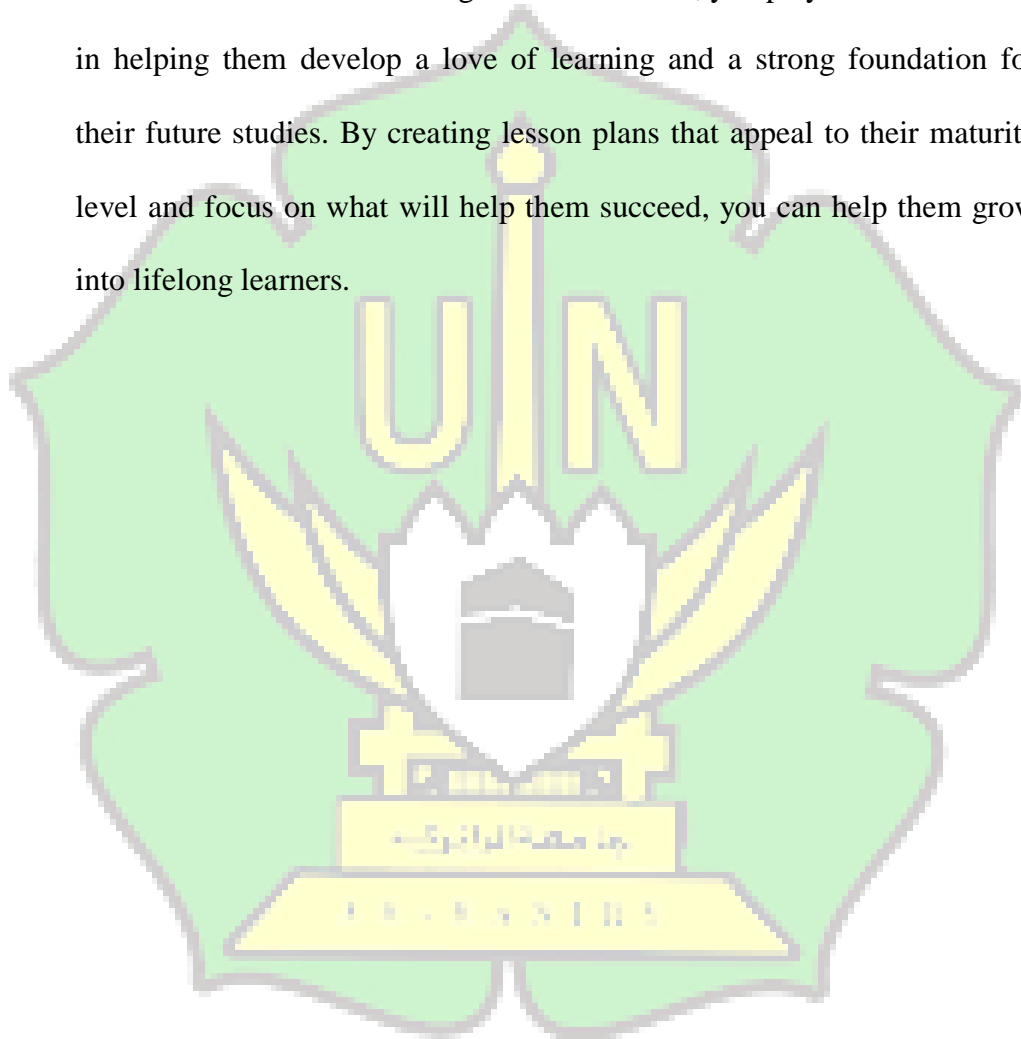 in helping them develop a love of learning and a strong foundation fo
their future studies. By creating lesson plans that appeal to their maturit
level and focus on what will help them succeed, you can help them grow
into lifelong learners.
UIN